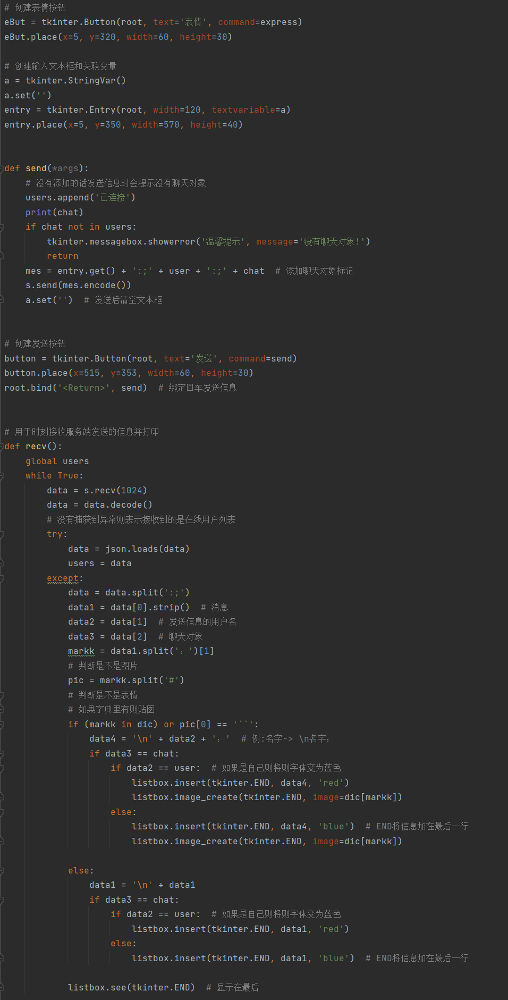 # 创建表情按钮
eBut = tkinter.Button(root, text='表情', command=express)
eBut.place(x=5, y=320, width=60, height=30)
# 创建输入文本框和关联变量
a = tkinter.StringVar()
a.set('')
entry = tkinter.Entry(root, width=120, textvariable=a)
entry.place(x=5, y=350, width=570, height=40)
def send(*args):
    # 没有添加的话发送信息时会提示没有聊天对象
    users.append('已连接')
    print(chat)
    if chat not in users:
        tkinter.messagebox.showerror('温馨提示', message='没有聊天对象!')
        return
    mes = entry.get() + ':;' + user + ':;' + chat  # 添加聊天对象标记
    s.send(mes.encode())
    a.set('')  # 发送后清空文本框
# 创建发送按钮
button = tkinter.Button(root, text='发送', command=send)
button.place(x=515, y=353, width=60, height=30)
root.bind('<Return>', send)  # 绑定回车发送信息
# 用于时刻接收服务端发送的信息并打印
def recv():
    global users
    while True:
        data = s.recv(1024)
        data = data.decode()
        # 没有捕获到异常则表示接收到的是在线用户列表
        try:
            data = json.loads(data)
            users = data
        except:
            data = data.split(':;')
            data1 = data[0].strip()  # 消息
            data2 = data[1]  # 发送信息的用户名
            data3 = data[2]  # 聊天对象
            markk = data1.split('：')[1]
            # 判断是不是图片
            pic = markk.split('#')
            # 判断是不是表情
            # 如果字典里有则贴图
            if (markk in dic) or pic[0] == '``':
                data4 = '\n' + data2 + '：'  # 例:名字-> \n名字：
                if data3 == chat:
                    if data2 == user:  # 如果是自己则将则字体变为蓝色
                        listbox.insert(tkinter.END, data4, 'red')
                        listbox.image_create(tkinter.END, image=dic[markk])
                    else:
                        listbox.insert(tkinter.END, data4, 'blue')  # END将信息加在最后一行
                        listbox.image_create(tkinter.END, image=dic[markk])
            else:
                data1 = '\n' + data1
                if data3 == chat:
                    if data2 == user:  # 如果是自己则将则字体变为蓝色
                        listbox.insert(tkinter.END, data1, 'red')
                    else:
                        listbox.insert(tkinter.END, data1, 'blue')  # END将信息加在最后一行
            listbox.see(tkinter.END)  # 显示在最后